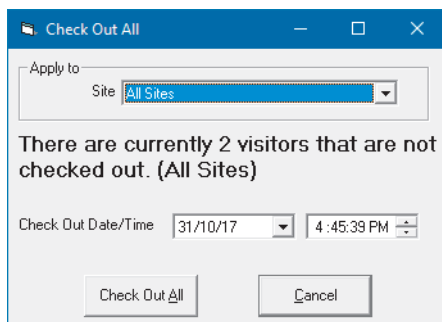 Check Out All
Apply to
Site All Sites
There are currently 2 visitors that are not
checked out. (All Sites)
Check Out Date/Time 31/10/17 4 :45:39 PM
Check Out All Cancel